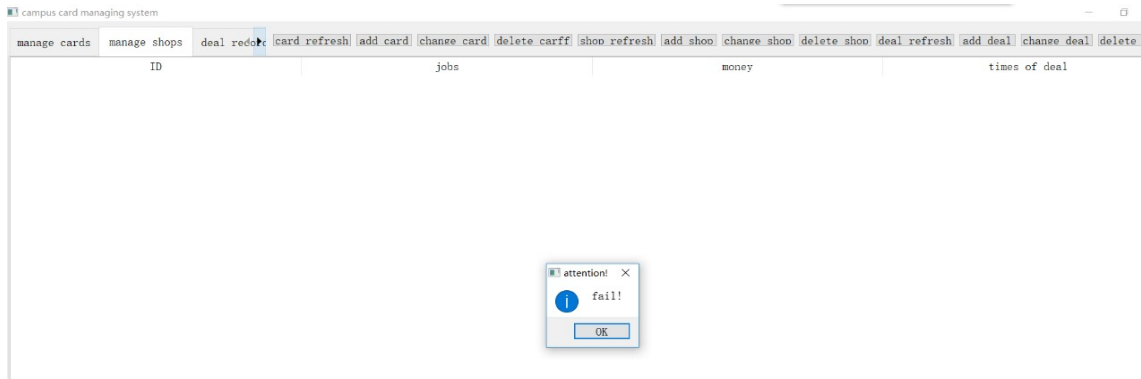 campus card managing system
manage cards manage shops deal card refresh add card change card delete carff shop refresh add shop change shop delete shop deal refresh add deal change deal delete
ID jobs money times of deal
attention!
fail!
OK